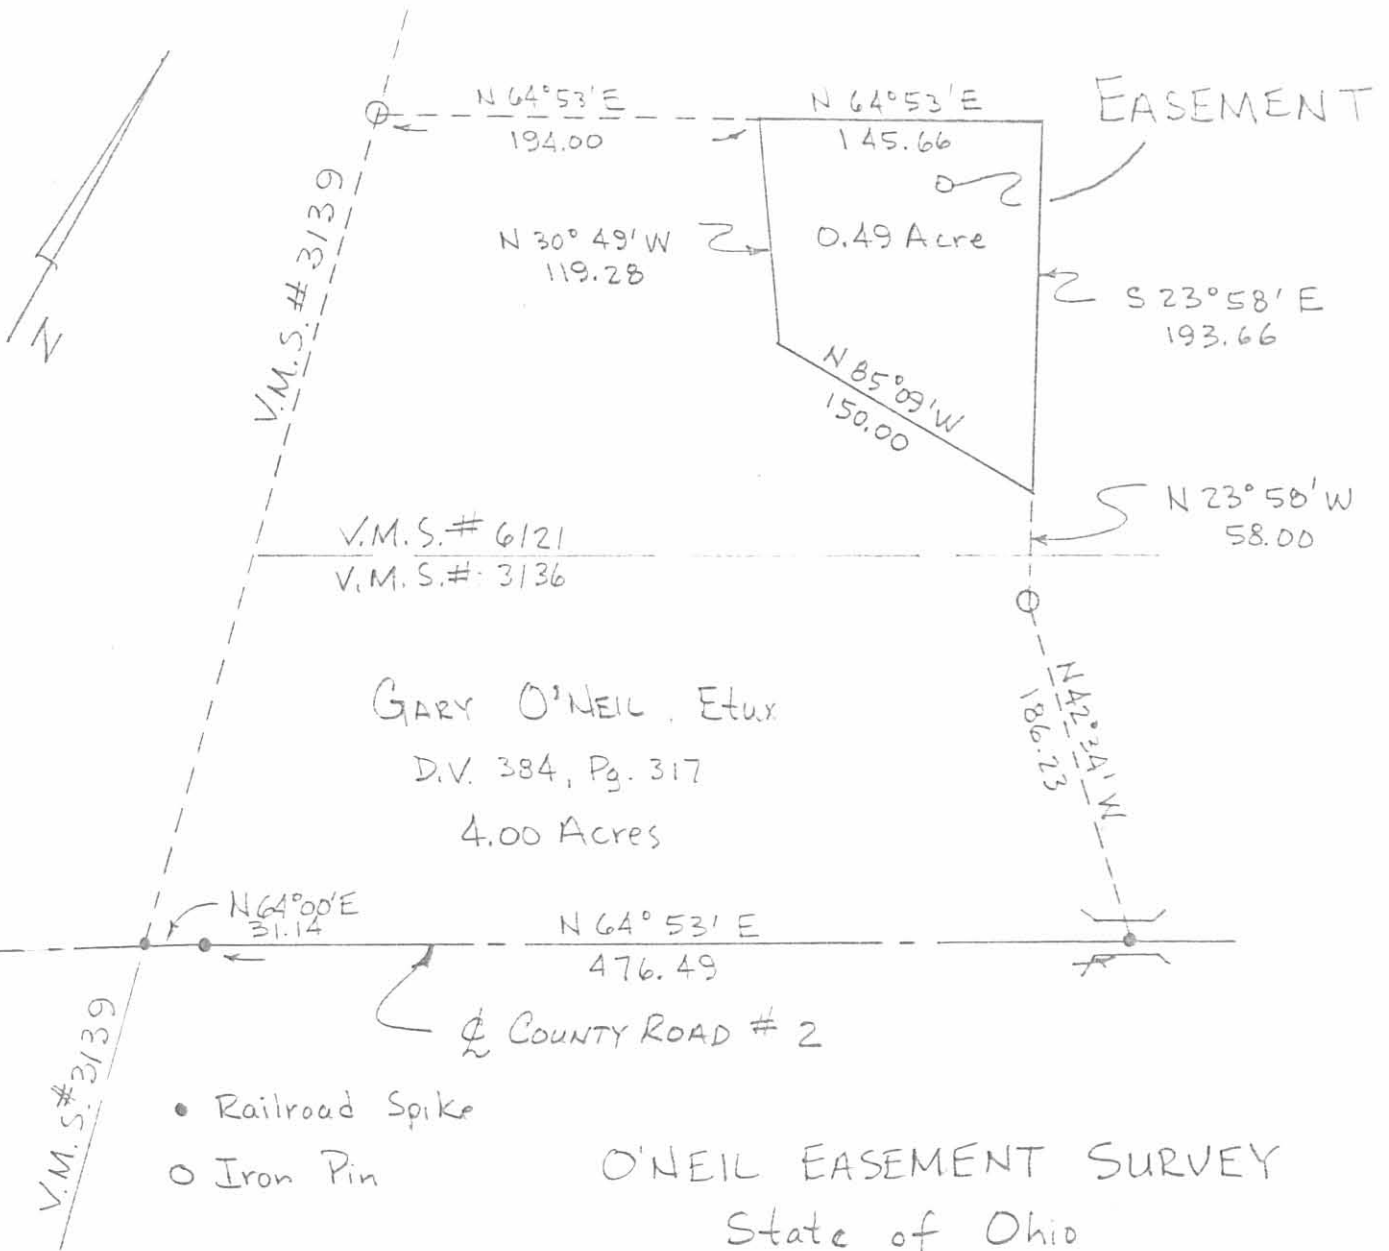 N 64°53'E
194.00
N 64°53'E
145.66
EASEMENT
V.M.S. # 3139
N
N 30° 49' W
119.28
0.49 Acre
S 23°58' E
193.66
N 85°09' W
150.00
N 23° 58' W
58.00
V.M.S. # 6121
V.M.S. #: 3136
N 42°34' W
186.23
GARY O'NEIL, Etux
D.V. 384, Pg. 317
4.00 Acres
N 64°00'E
31.14
N 64° 53' E
476.49
℄ COUNTY ROAD # 2
V.M.S. # 3139
• Railroad Spike
O Iron Pin
O'NEIL EASEMENT SURVEY
State of Ohio